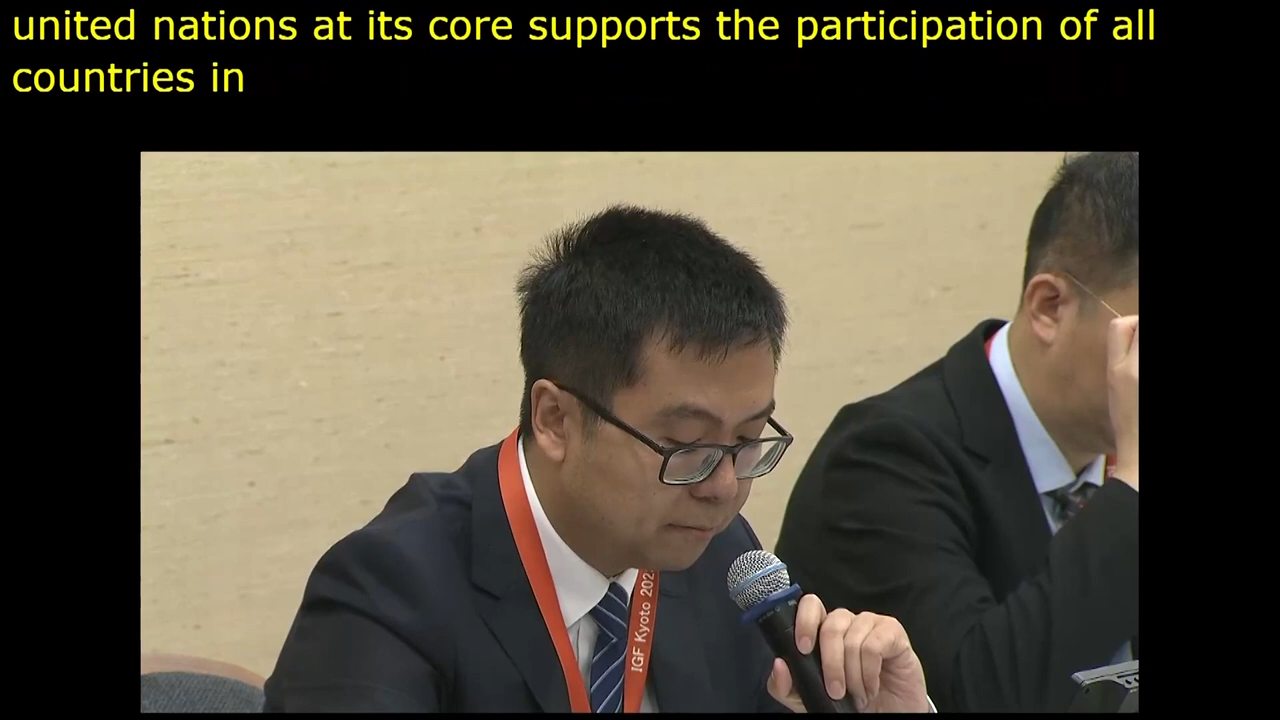 united nations at its core supports the participation of all
countries in
IGF Kyoto 202